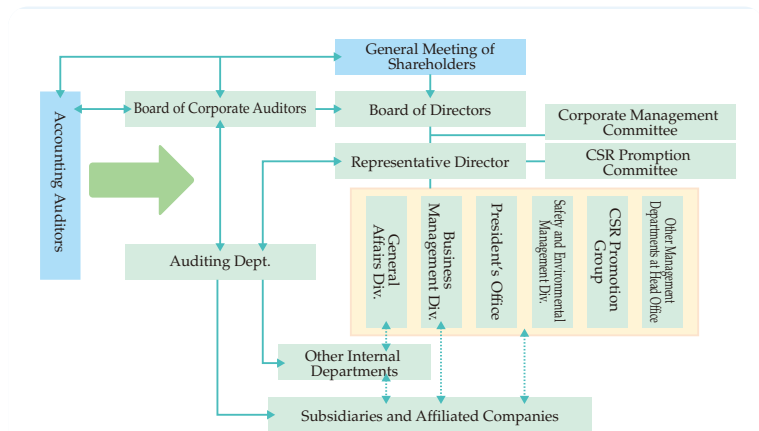 General Meeting of
Shareholders
Board of Corporate Auditors
Board of Directors
Corporate Management
Committee
Accounting Auditors
Representative Director
CSR Promption
Committee
General
Affairs Div.
Business
Management Div.
President's Office
Safety and Environmental
Management Div.
CSR Promotion
Group
Other Management
Departments at Head Office
Auditing Dept.
Other Internal
Departments
Subsidiaries and Affiliated Companies